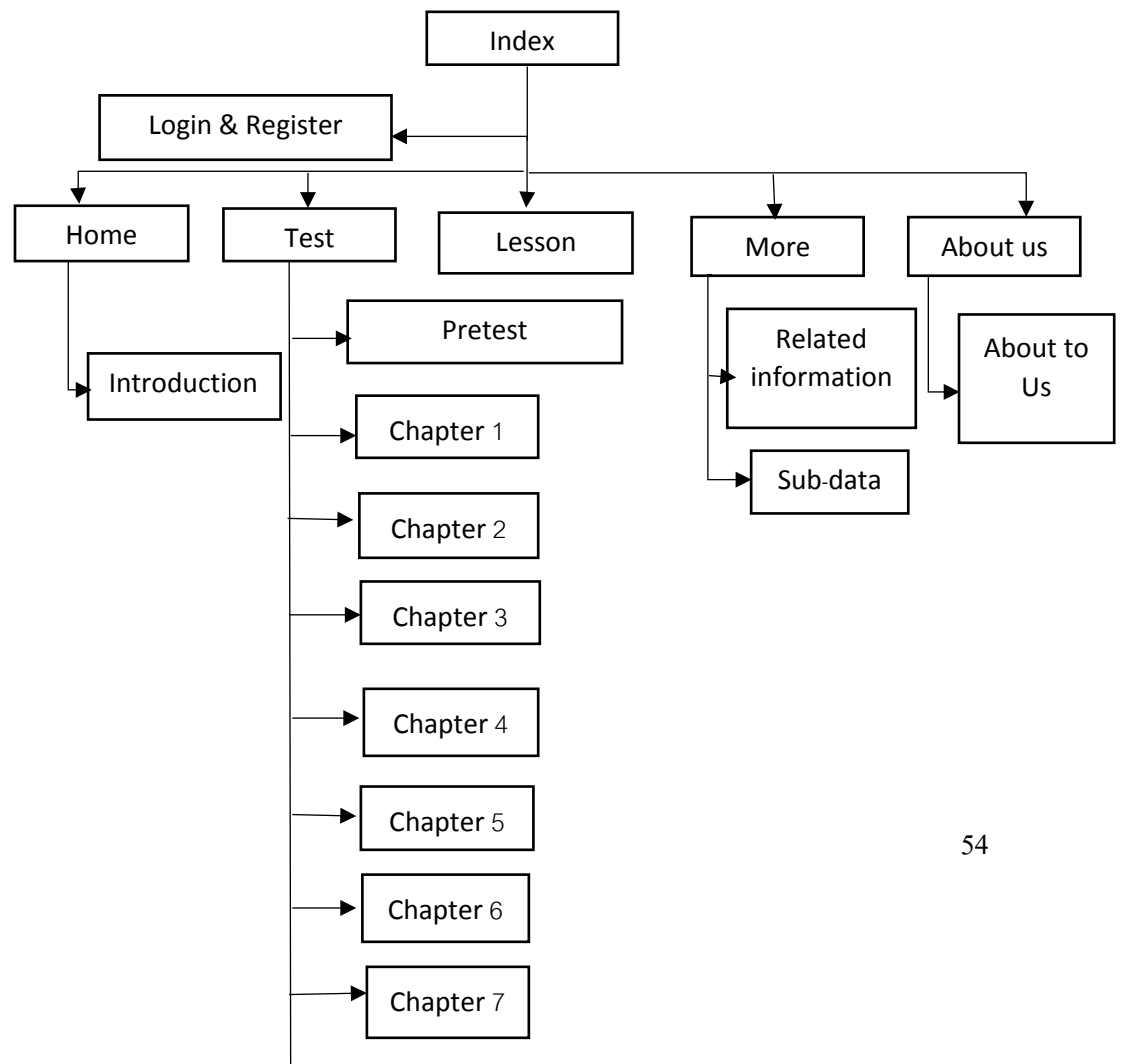 Index
Login & Register
Home
Test
Lesson
More
About us
Pretest
Related
information
About to
Us
Introduction
Chapter 1
Sub-data
Chapter 2
Chapter 3
Chapter 4
Chapter 5
54
Chapter 6
Chapter 7